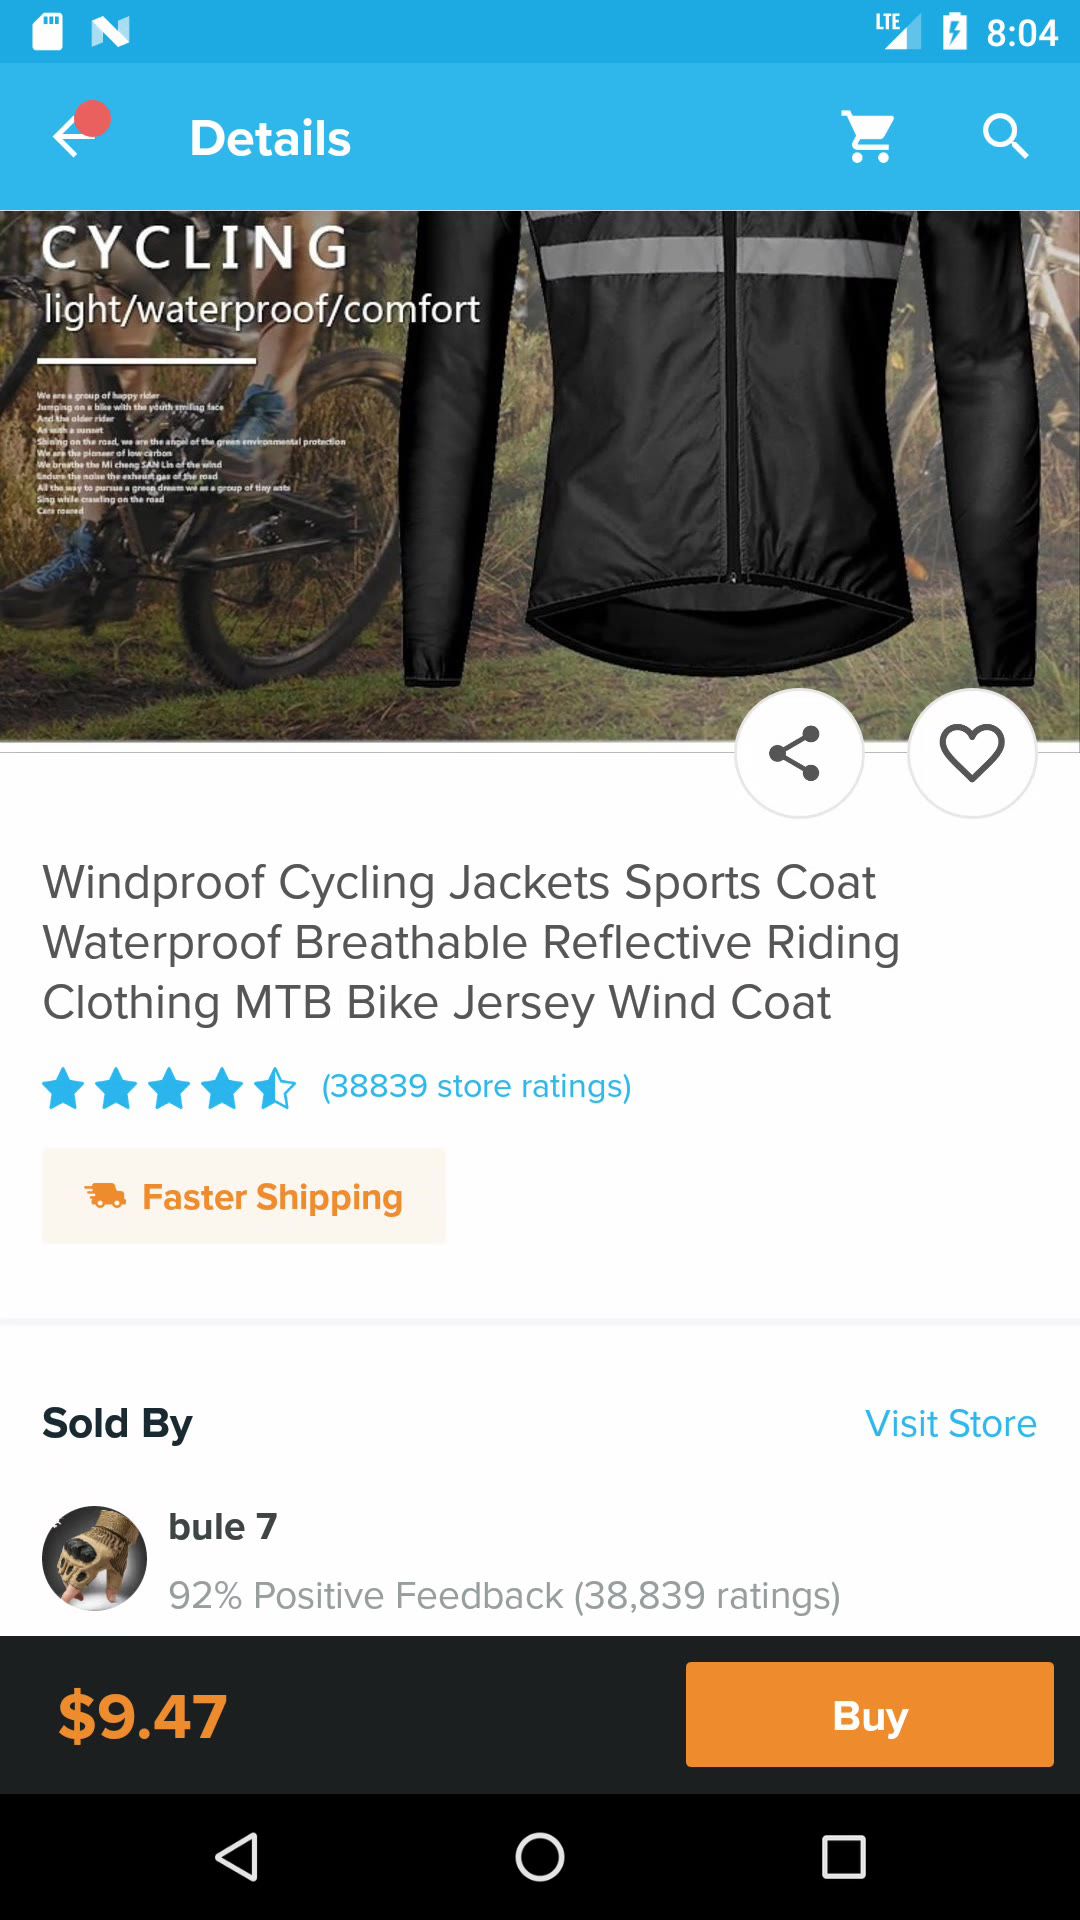 LTE 8:04
Details
CYCLING
light/waterproof/comfort
We are a group of happy rider
Jumping on a bike with the youth smiling face
And the older rider
As with a sunset
Shining on the road, we are the angel of the green environmental protection
We are the pioneer of low carbon
We breathe the Mi cheng SAN Lin of the wind
Endure the noise the exhaust gas of the road
All the way to pursue a green dream we as a group of tiny ants
Sing while crawling on the road
Care roared
Windproof Cycling Jackets Sports Coat
Waterproof Breathable Reflective Riding
Clothing MTB Bike Jersey Wind Coat
(38839 store ratings)
Faster Shipping
Sold By
Visit Store
bule 7
92% Positive Feedback (38,839 ratings)
$9.47
Buy